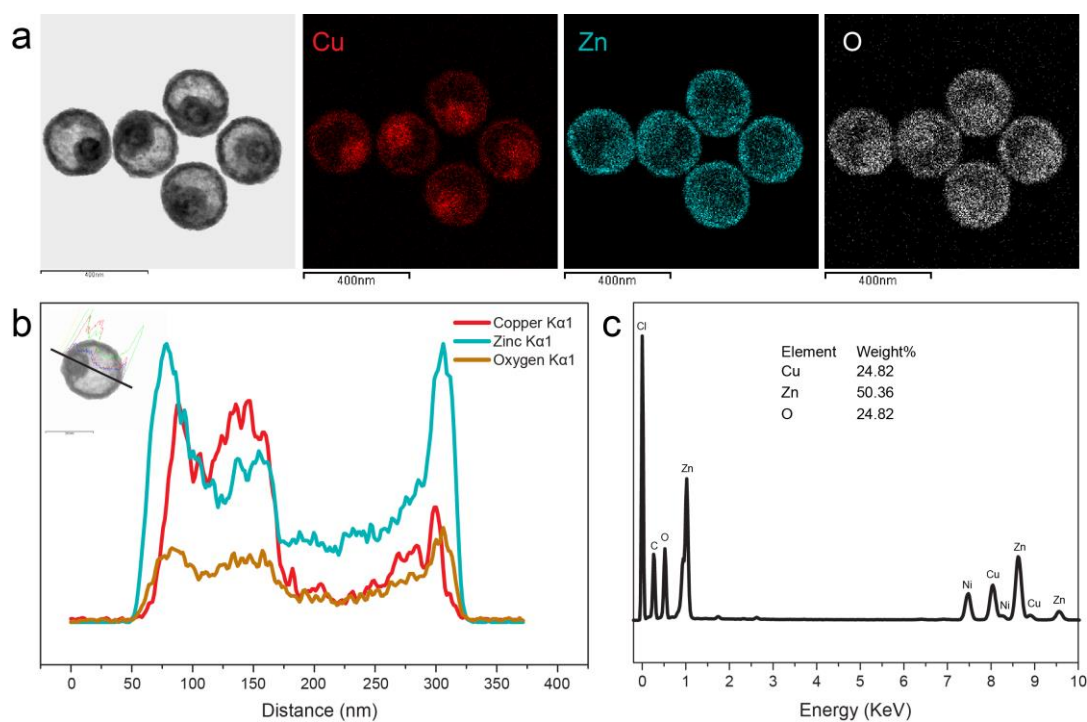 a
Cu
Zn
O
400nm
400nm
400nm
400nm
b
Copper Kα1
Zinc Kα1
Oxygen Kα1
0 50 100 150 200 250 300 350 400
Distance (nm)
c
Cl
C
O
Zn
Ni
Cu
Ni
Zn
Cu
Zn
Element Weight%
Cu 24.82
Zn 50.36
O 24.82
0 1 2 3 4 5 6 7 8 9 10
Energy (KeV)